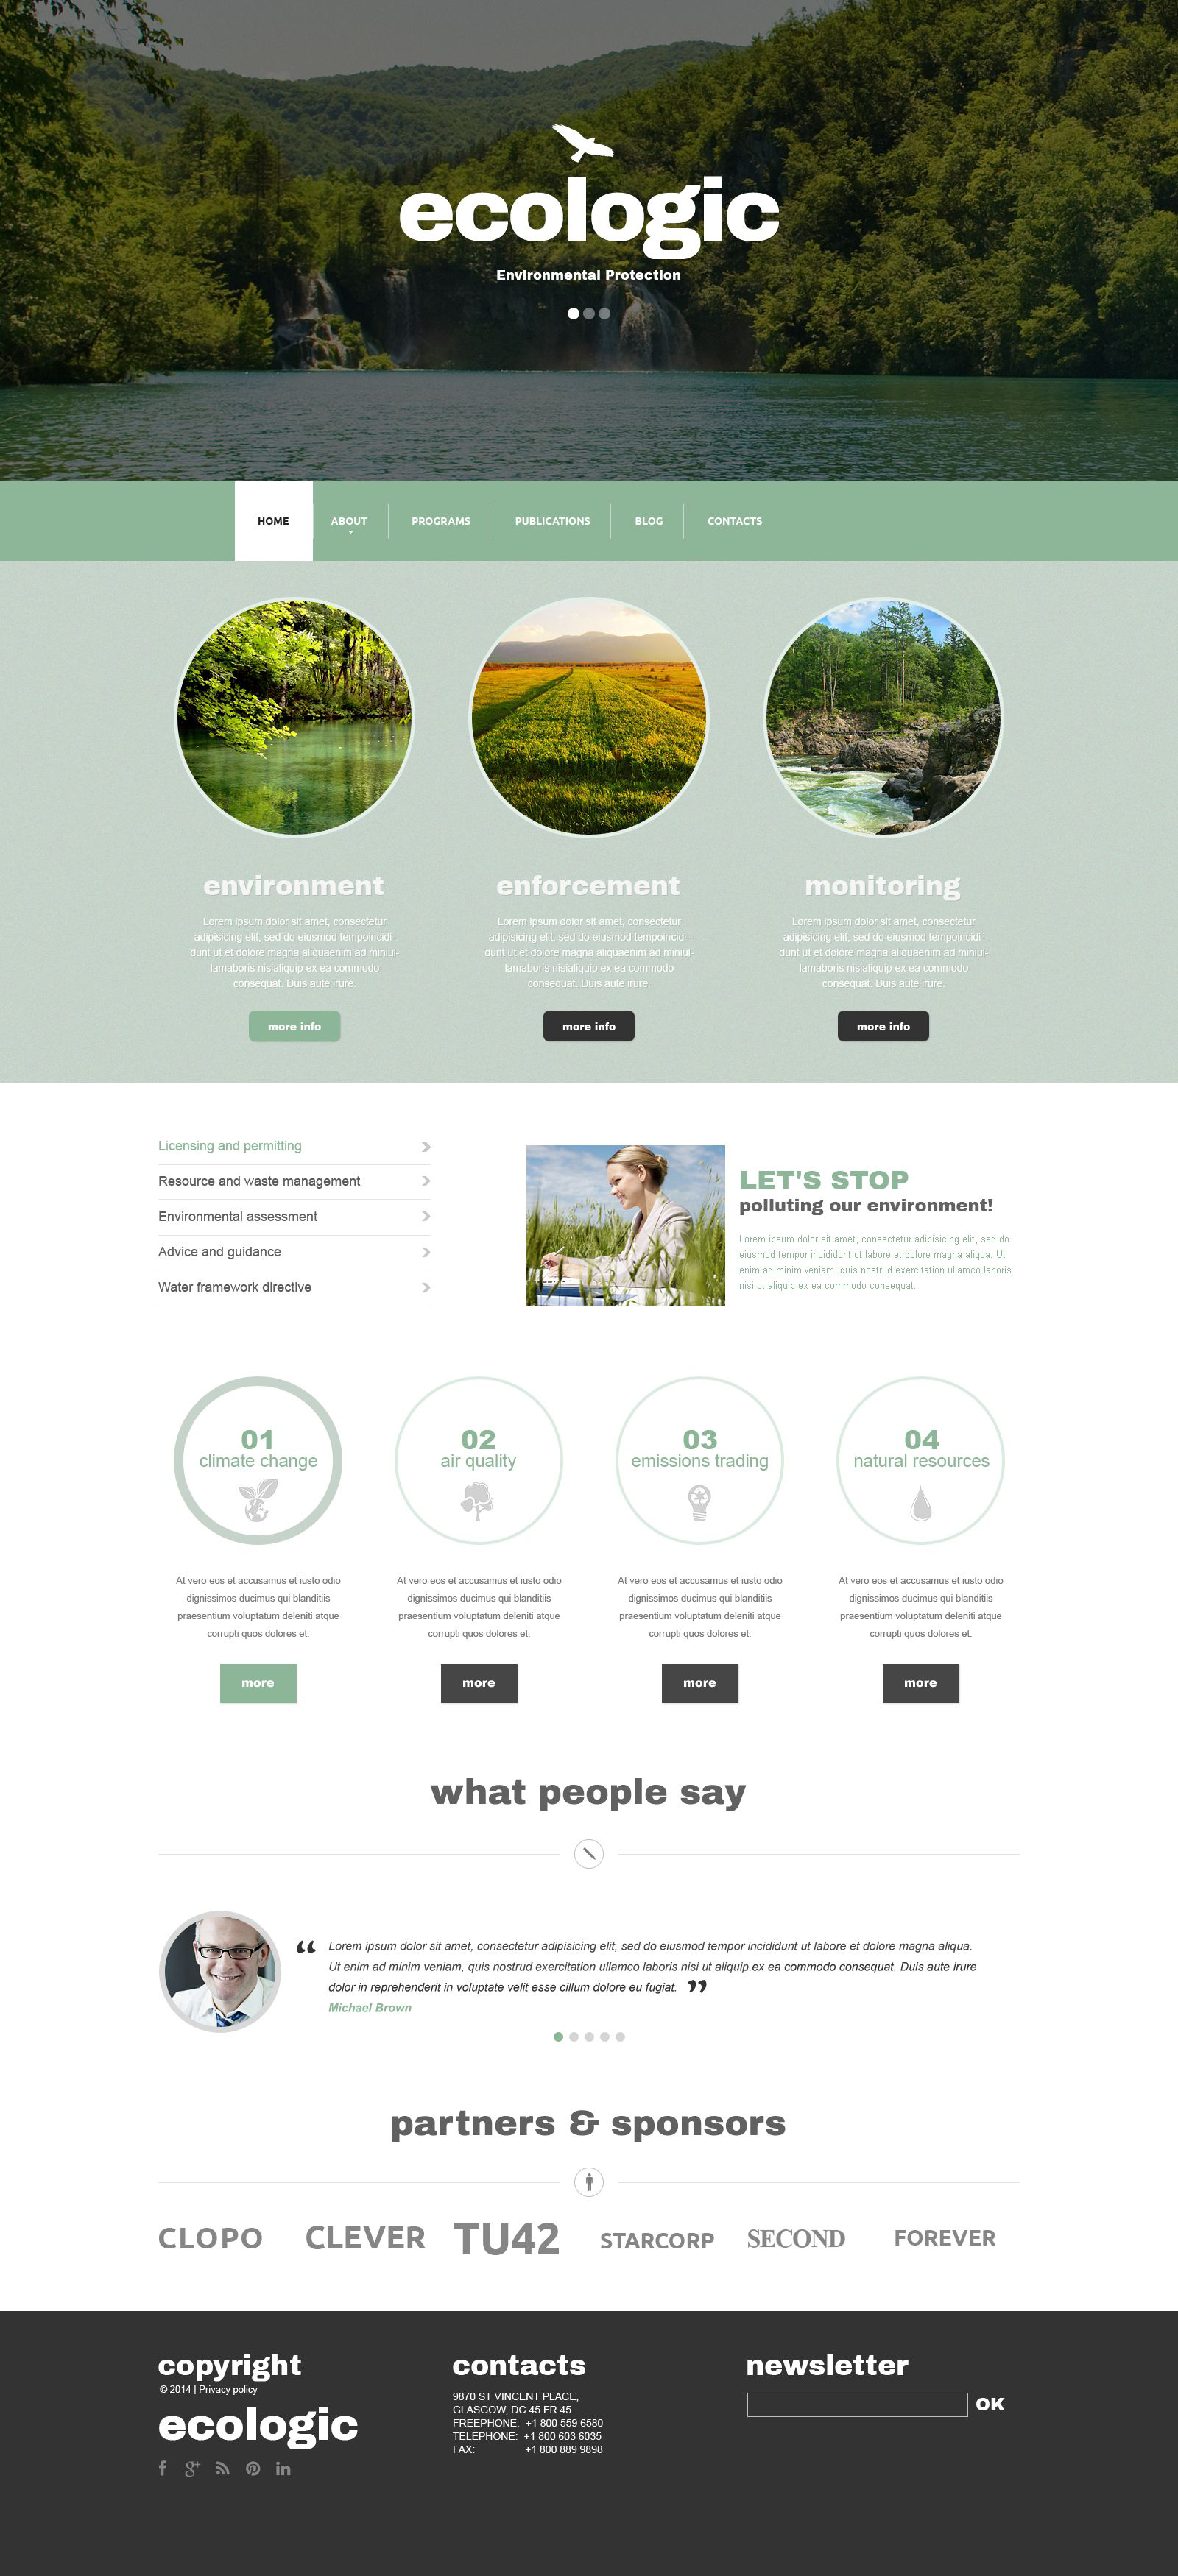 ecologic
Environmental Protection
HOME
ABOUT
PROGRAMS
PUBLICATIONS
BLOG
CONTACTS
environment
Lorem ipsum dolor sit amet, consectetur
adipisicing elit, sed do eiusmod tempoincidi-
dunt ut et dolore magna aliquaenim ad miniul-
lamaboris nisialiquip ex ea commodo
consequat. Duis aute irure.
more info
enforcement
Lorem ipsum dolor sit amet, consectetur
adipisicing elit, sed do eiusmod tempoincidi-
dunt ut et dolore magna aliquaenim ad miniul-
lamaboris nisialiquip ex ea commodo
consequat. Duis aute irure.
more info
monitoring
Lorem ipsum dolor sit amet, consectetur
adipisicing elit, sed do eiusmod tempoincidi-
dunt ut et dolore magna aliquaenim ad miniul-
lamaboris nisialiquip ex ea commodo
consequat. Duis aute irure.
more info
Licensing and permitting
Resource and waste management
Environmental assessment
Advice and guidance
Water framework directive
LET'S STOP
polluting our environment!
Lorem ipsum dolor sit amet, consectetur adipisicing elit, sed do
eiusmod tempor incididunt ut labore et dolore magna aliqua. Ut
enim ad minim veniam, quis nostrud exercitation ullamco laboris
nisi ut aliquip ex ea commodo consequat.
01
climate change
At vero eos et accusamus et iusto odio
dignissimos ducimus qui blanditiis
praesentium voluptatum deleniti atque
corrupti quos dolores et.
more
02
air quality
At vero eos et accusamus et iusto odio
dignissimos ducimus qui blanditiis
praesentium voluptatum deleniti atque
corrupti quos dolores et.
more
03
emissions trading
At vero eos et accusamus et iusto odio
dignissimos ducimus qui blanditiis
praesentium voluptatum deleniti atque
corrupti quos dolores et.
more
04
natural resources
At vero eos et accusamus et iusto odio
dignissimos ducimus qui blanditiis
praesentium voluptatum deleniti atque
corrupti quos dolores et.
more
what people say
“ Lorem ipsum dolor sit amet, consectetur adipisicing elit, sed do eiusmod tempor incididunt ut labore et dolore magna aliqua.
Ut enim ad minim veniam, quis nostrud exercitation ullamco laboris nisi ut aliquip.ex ea commodo consequat. Duis aute irure
dolor in reprehenderit in voluptate velit esse cillum dolore eu fugiat. ”
Michael Brown
partners & sponsors
CLOPO
CLEVER
TU42
STARCORP
SECOND
FOREVER
copyright
© 2014 | Privacy policy
ecologic
f g+ in
contacts
9870 ST VINCENT PLACE,
GLASGOW, DC 45 FR 45.
FREEPHONE: +1 800 559 6580
TELEPHONE: +1 800 603 6035
FAX: +1 800 889 9898
newsletter
OK